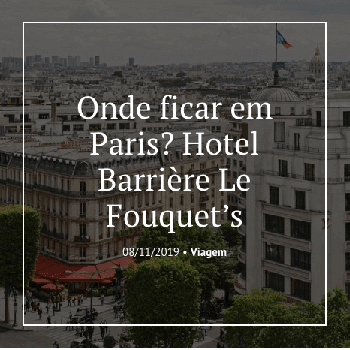 Onde ficar em
Paris? Hotel
Barrière Le
Fouquet’s
08/11/2019 • Viagem